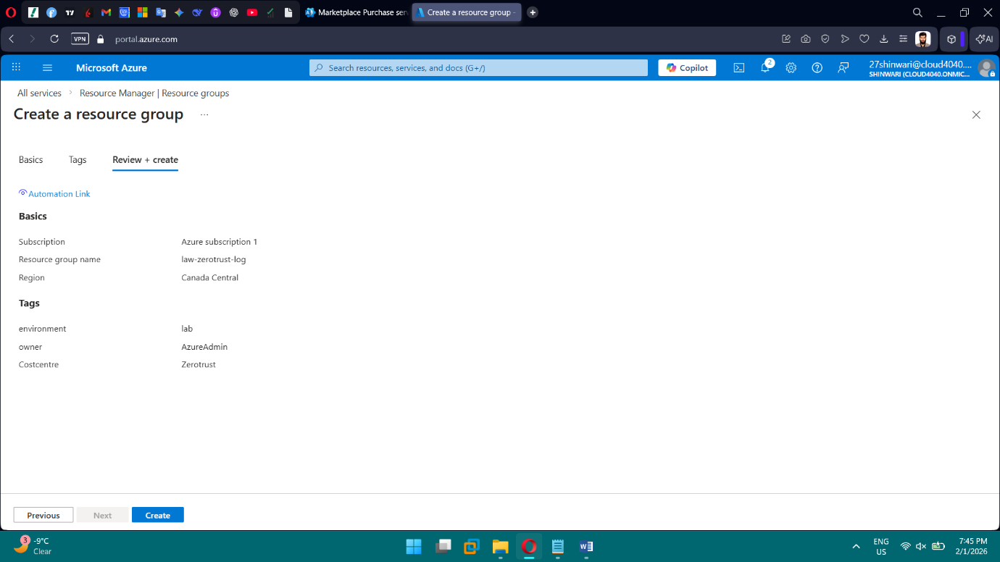 Marketplace Purchase serv
Create a resource group -
VPN
portal.azure.com
AI
Microsoft Azure
Search resources, services, and docs (G+/)
Copilot
2
27shinwari@cloud4040....
SHINWARI (CLOUD4040.ONMIC...
All services > Resource Manager | Resource groups
Create a resource group ...
Basics Tags Review + create
Automation Link
Basics
Subscription Azure subscription 1
Resource group name law-zerotrust-log
Region Canada Central
Tags
environment lab
owner AzureAdmin
Costcentre Zerotrust
Previous Next Create
3
-9°C
Clear
ENG
US
7:45 PM
2/1/2026